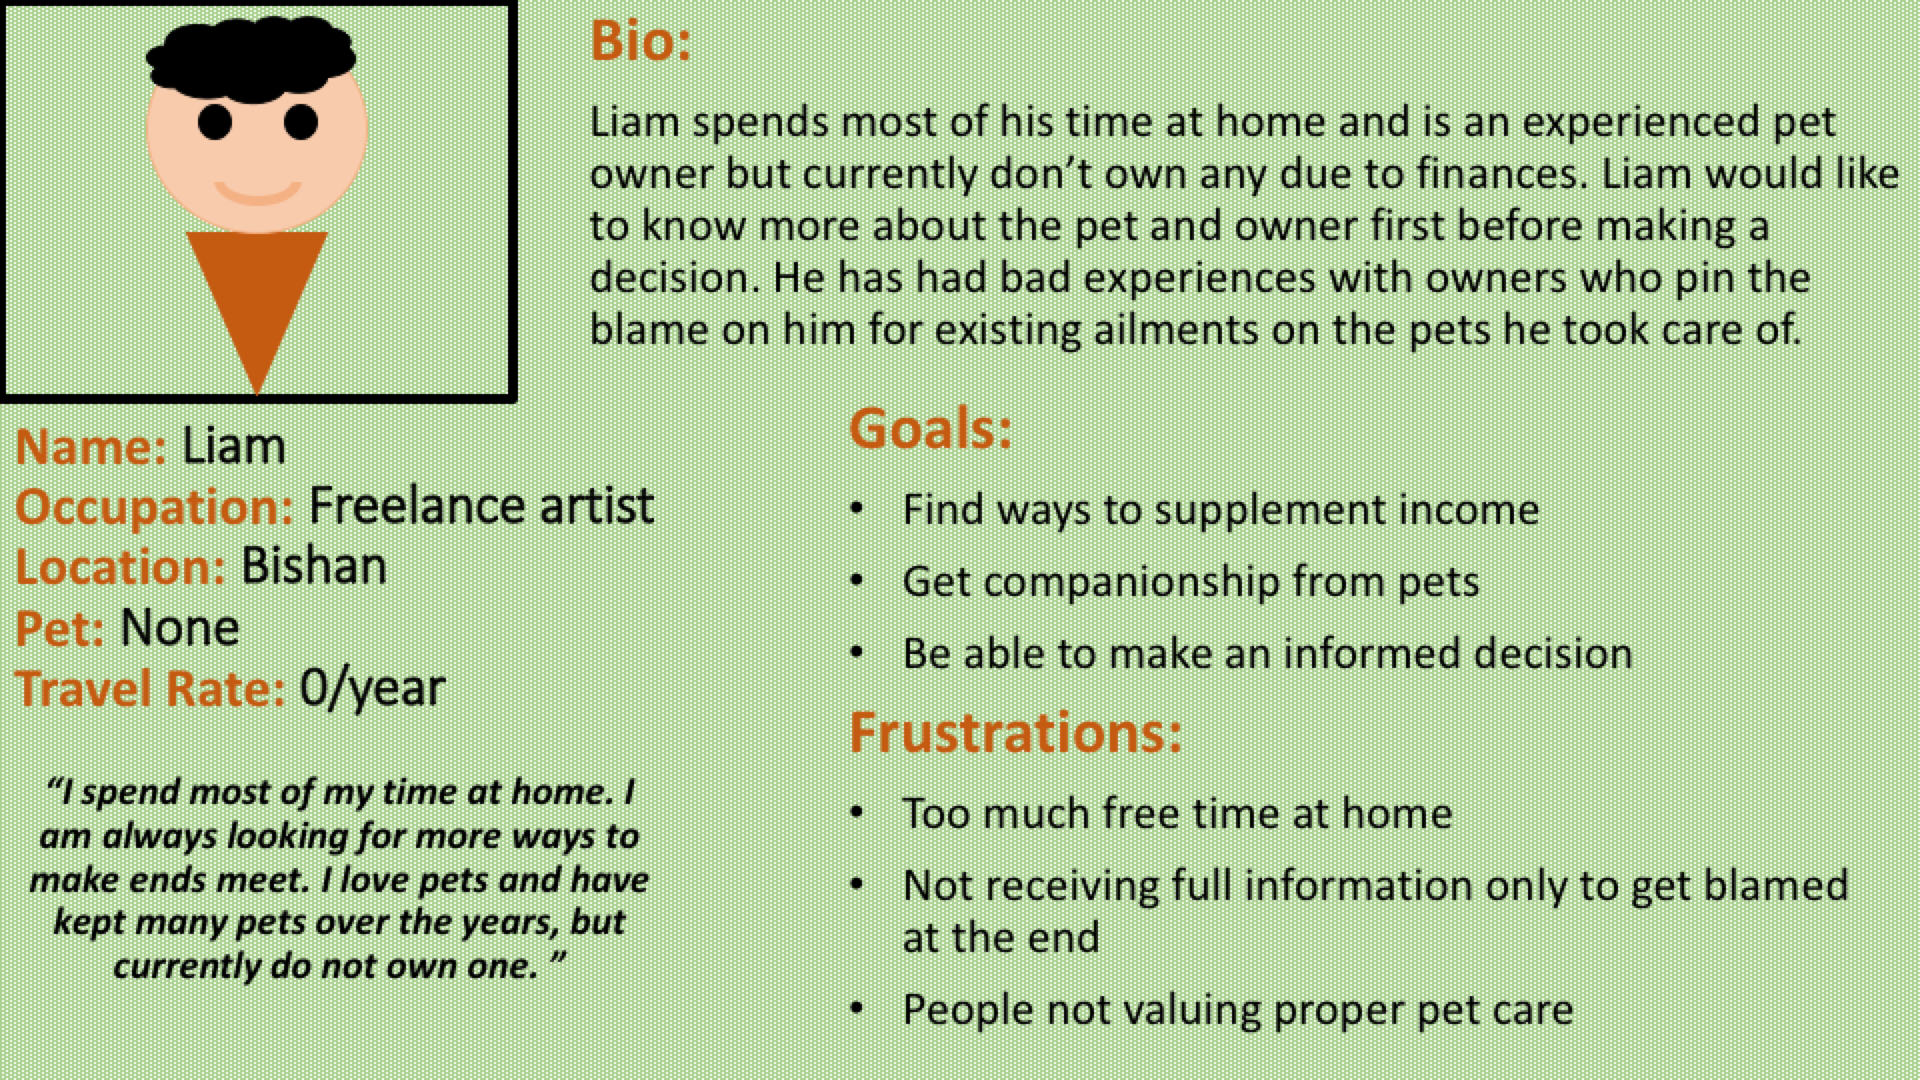 Bio:
Liam spends most of his time at home and is an experienced pet
owner but currently don’t own any due to finances. Liam would like
to know more about the pet and owner first before making a
decision. He has had bad experiences with owners who pin the
blame on him for existing ailments on the pets he took care of.
Name: Liam
Occupation: Freelance artist
Location: Bishan
Pet: None
Travel Rate: 0/year
“I spend most of my time at home. I
am always looking for more ways to
make ends meet. I love pets and have
kept many pets over the years, but
currently do not own one. ”
Goals:
• Find ways to supplement income
• Get companionship from pets
• Be able to make an informed decision
Frustrations:
• Too much free time at home
• Not receiving full information only to get blamed
at the end
• People not valuing proper pet care